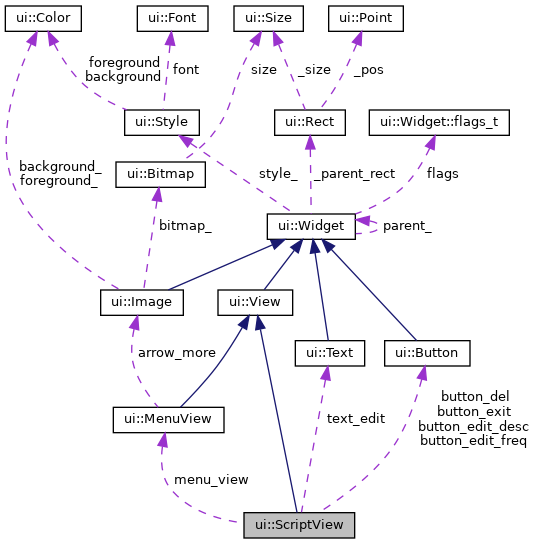 ui::Color
ui::Font
ui::Size
ui::Point
foreground
background
font
size
_size
_pos
ui::Style
ui::Rect
ui::Widget::flags_t
background_
foreground_
ui::Bitmap
style_
_parent_rect
flags
bitmap_
ui::Widget
parent_
ui::Image
ui::View
arrow_more
ui::Text
ui::Button
ui::MenuView
text_edit
button_del
button_exit
button_edit_desc
button_edit_freq
menu_view
ui::ScriptView